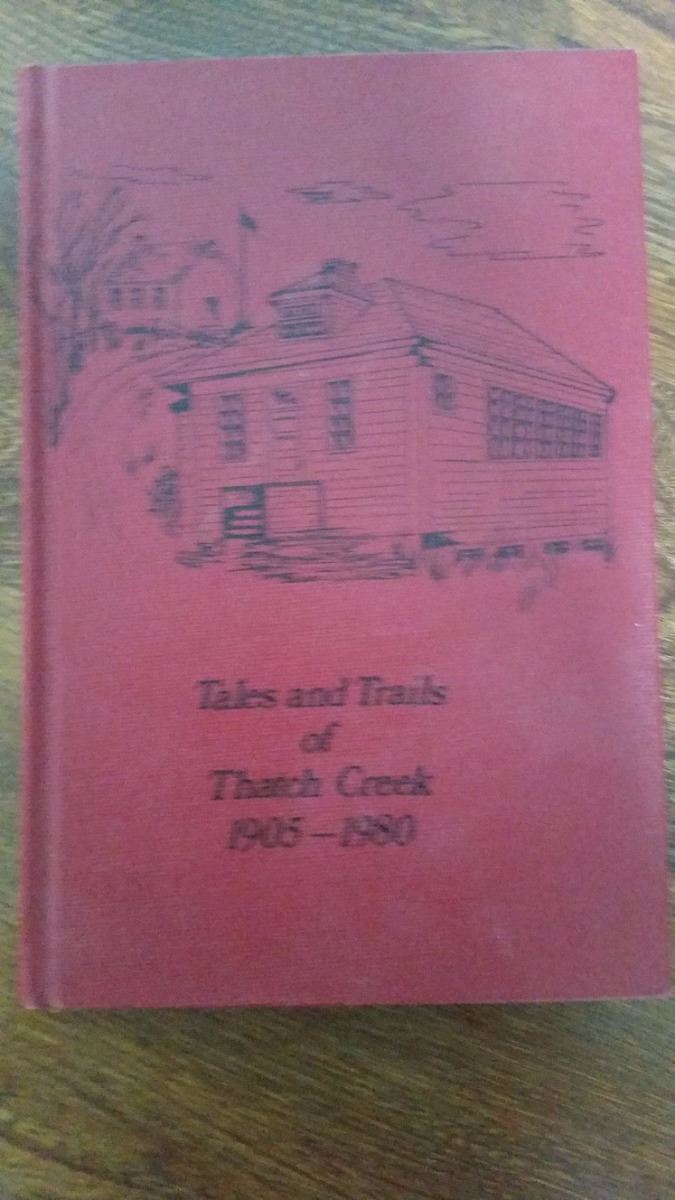 Tales and Trails
of
Thatch Creek
1905–1980